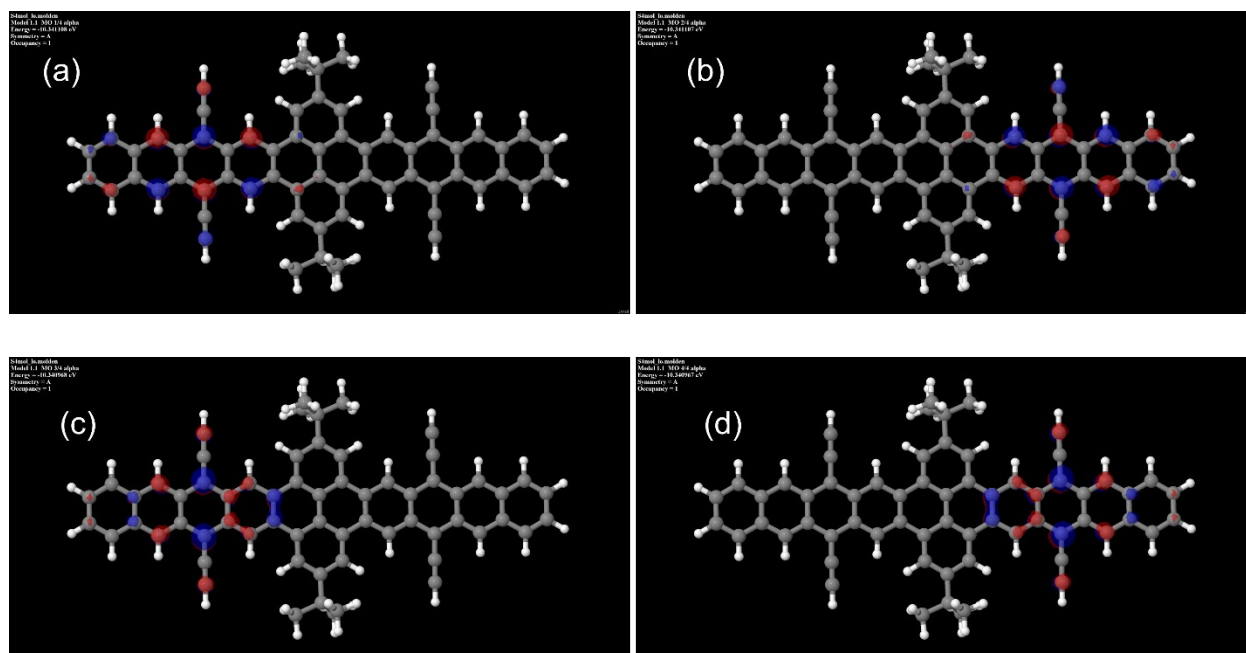 S4mol_lo.molden
Model 1.1 MO 1/4 alpha
Energy = -10.341108 eV
Symmetry = A
Occupancy = 1
(a)
S4mol_lo.molden
Model 1.1 MO 2/4 alpha
Energy = -10.341107 eV
Symmetry = A
Occupancy = 1
(b)
S4mol_lo.molden
Model 1.1 MO 3/4 alpha
Energy = -10.340968 eV
Symmetry = A
Occupancy = 1
(c)
S4mol_lo.molden
Model 1.1 MO 4/4 alpha
Energy = -10.340967 eV
Symmetry = A
Occupancy = 1
(d)